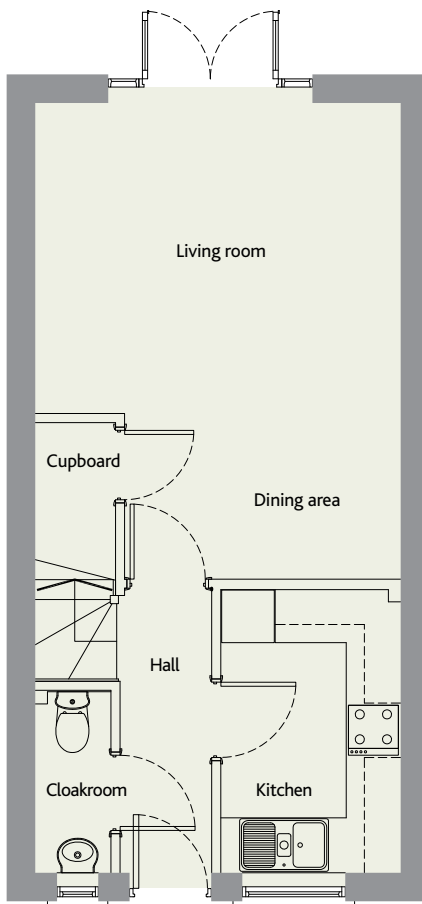 Living room
Cupboard
Dining area
Hall
Cloakroom
Kitchen